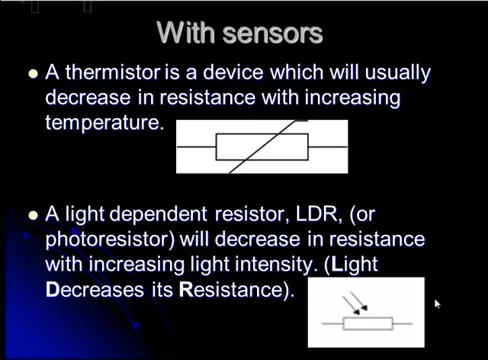 With sensors
A thermistor is a device which will usually
decrease in resistance with increasing
temperature.
A light dependent resistor, LDR, (or
photoresistor) will decrease in resistance
with increasing light intensity. (Light
Decreases its Resistance).